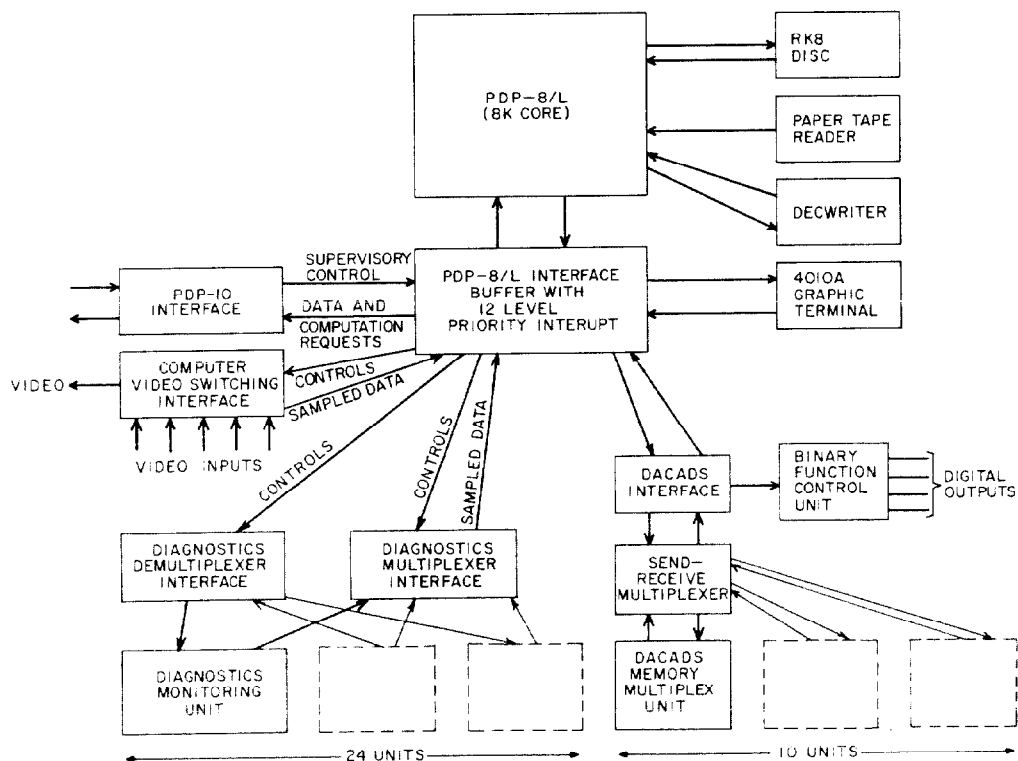 PDP-8/L
(8K CORE)
RK8
DISC
PAPER TAPE
READER
DECWRITER
SUPERVISORY
CONTROL
PDP-10
INTERFACE
DATA AND
COMPUTATION
REQUESTS
PDP-8/L INTERFACE
BUFFER WITH
12 LEVEL
PRIORITY INTERUPT
4010A
GRAPHIC
TERMINAL
VIDEO
COMPUTER
VIDEO SWITCHING
INTERFACE
CONTROLS
SAMPLED DATA
VIDEO INPUTS
CONTROLS
CONTROLS
SAMPLED DATA
DACADS
INTERFACE
BINARY
FUNCTION
CONTROL
UNIT
DIGITAL
OUTPUTS
DIAGNOSTICS
DEMULTIPLEXER
INTERFACE
DIAGNOSTICS
MULTIPLEXER
INTERFACE
SEND-
RECEIVE
MULTIPLEXER
DIAGNOSTICS
MONITORING
UNIT
DACADS
MEMORY
MULTIPLEX
UNIT
24 UNITS
10 UNITS